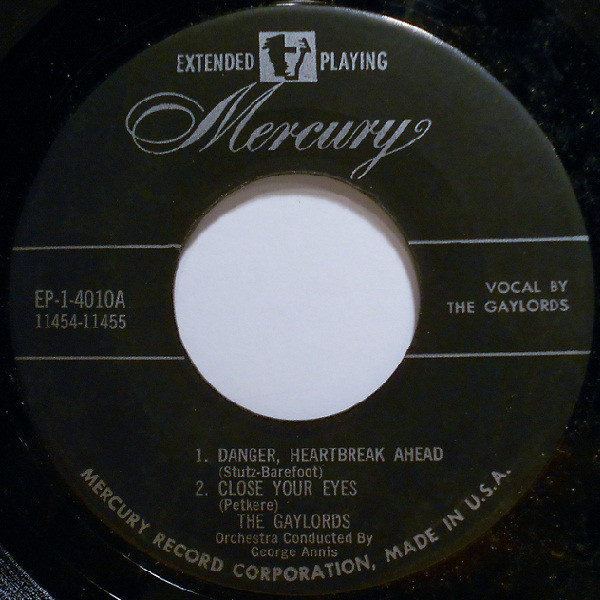 EXTENDED PLAYING
Mercury
EP-1-4010A
11454-11455
VOCAL BY
THE GAYLORDS
1. DANGER, HEARTBREAK AHEAD
(Stutz-Barefoot)
2. CLOSE YOUR EYES
(Petkere)
THE GAYLORDS
Orchestra Conducted By
George Annis
MERCURY RECORD CORPORATION, MADE IN U.S.A.